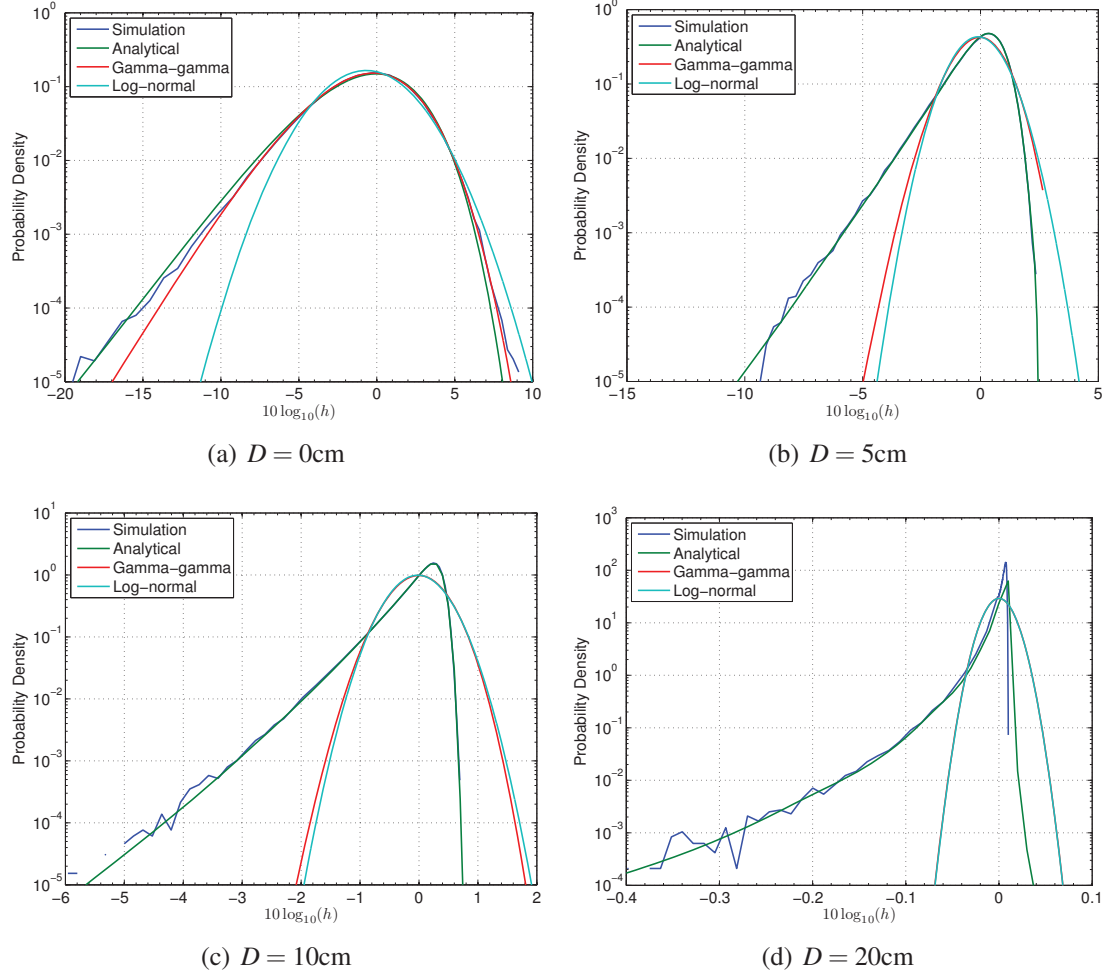 Simulation
Analytical
Gamma−gamma
Log−normal
Probability Density
10^0
10^−1
10^−2
10^−3
10^−4
10^−5
−20 −15 −10 −5 0 5 10
10 log10(h)
(a) D = 0cm
Simulation
Analytical
Gamma−gamma
Log−normal
Probability Density
10^0
10^−1
10^−2
10^−3
10^−4
10^−5
−15 −10 −5 0 5
10 log10(h)
(b) D = 5cm
Simulation
Analytical
Gamma−gamma
Log−normal
Probability Density
10^1
10^0
10^−1
10^−2
10^−3
10^−4
10^−5
−6 −5 −4 −3 −2 −1 0 1 2
10 log10(h)
(c) D = 10cm
Simulation
Analytical
Gamma−gamma
Log−normal
Probability Density
10^3
10^2
10^1
10^0
10^−1
10^−2
10^−3
10^−4
−0.4 −0.3 −0.2 −0.1 0 0.1
10 log10(h)
(d) D = 20cm